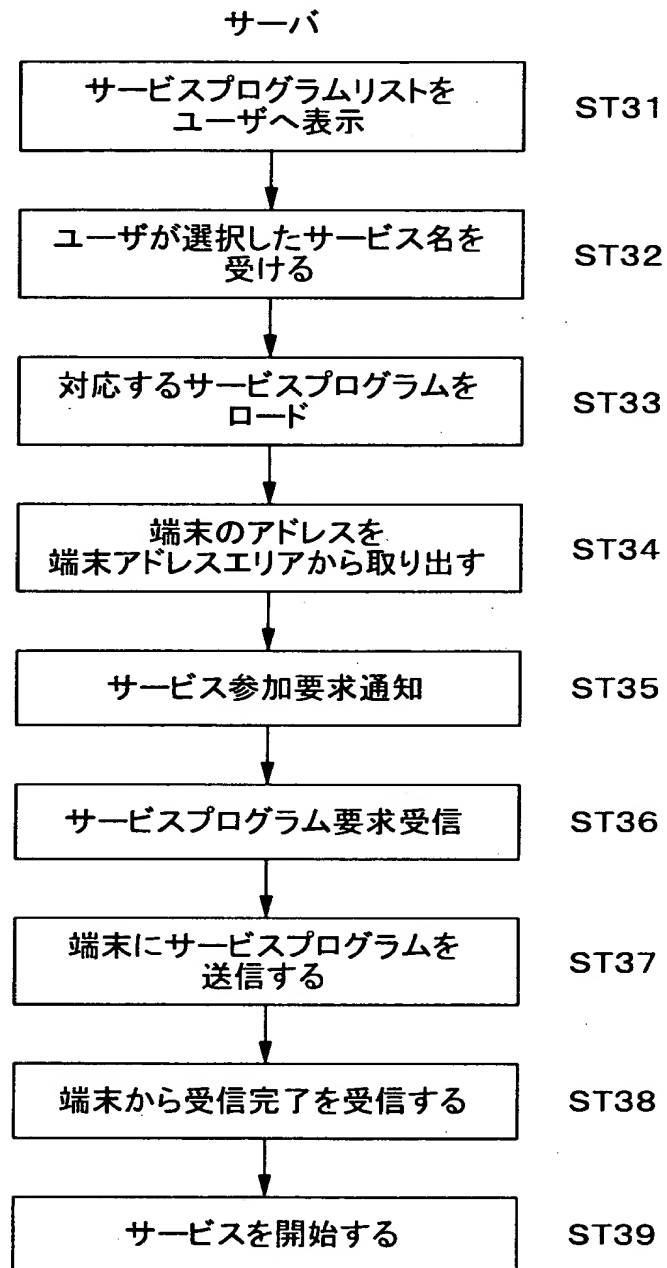 サーバ
サービスプログラムリストを
ユーザへ表示
ST31
ユーザが選択したサービス名を
受ける
ST32
対応するサービスプログラムを
ロード
ST33
端末のアドレスを
端末アドレスエリアから取り出す
ST34
サービス参加要求通知
ST35
サービスプログラム要求受信
ST36
端末にサービスプログラムを
送信する
ST37
端末から受信完了を受信する
ST38
サービスを開始する
ST39